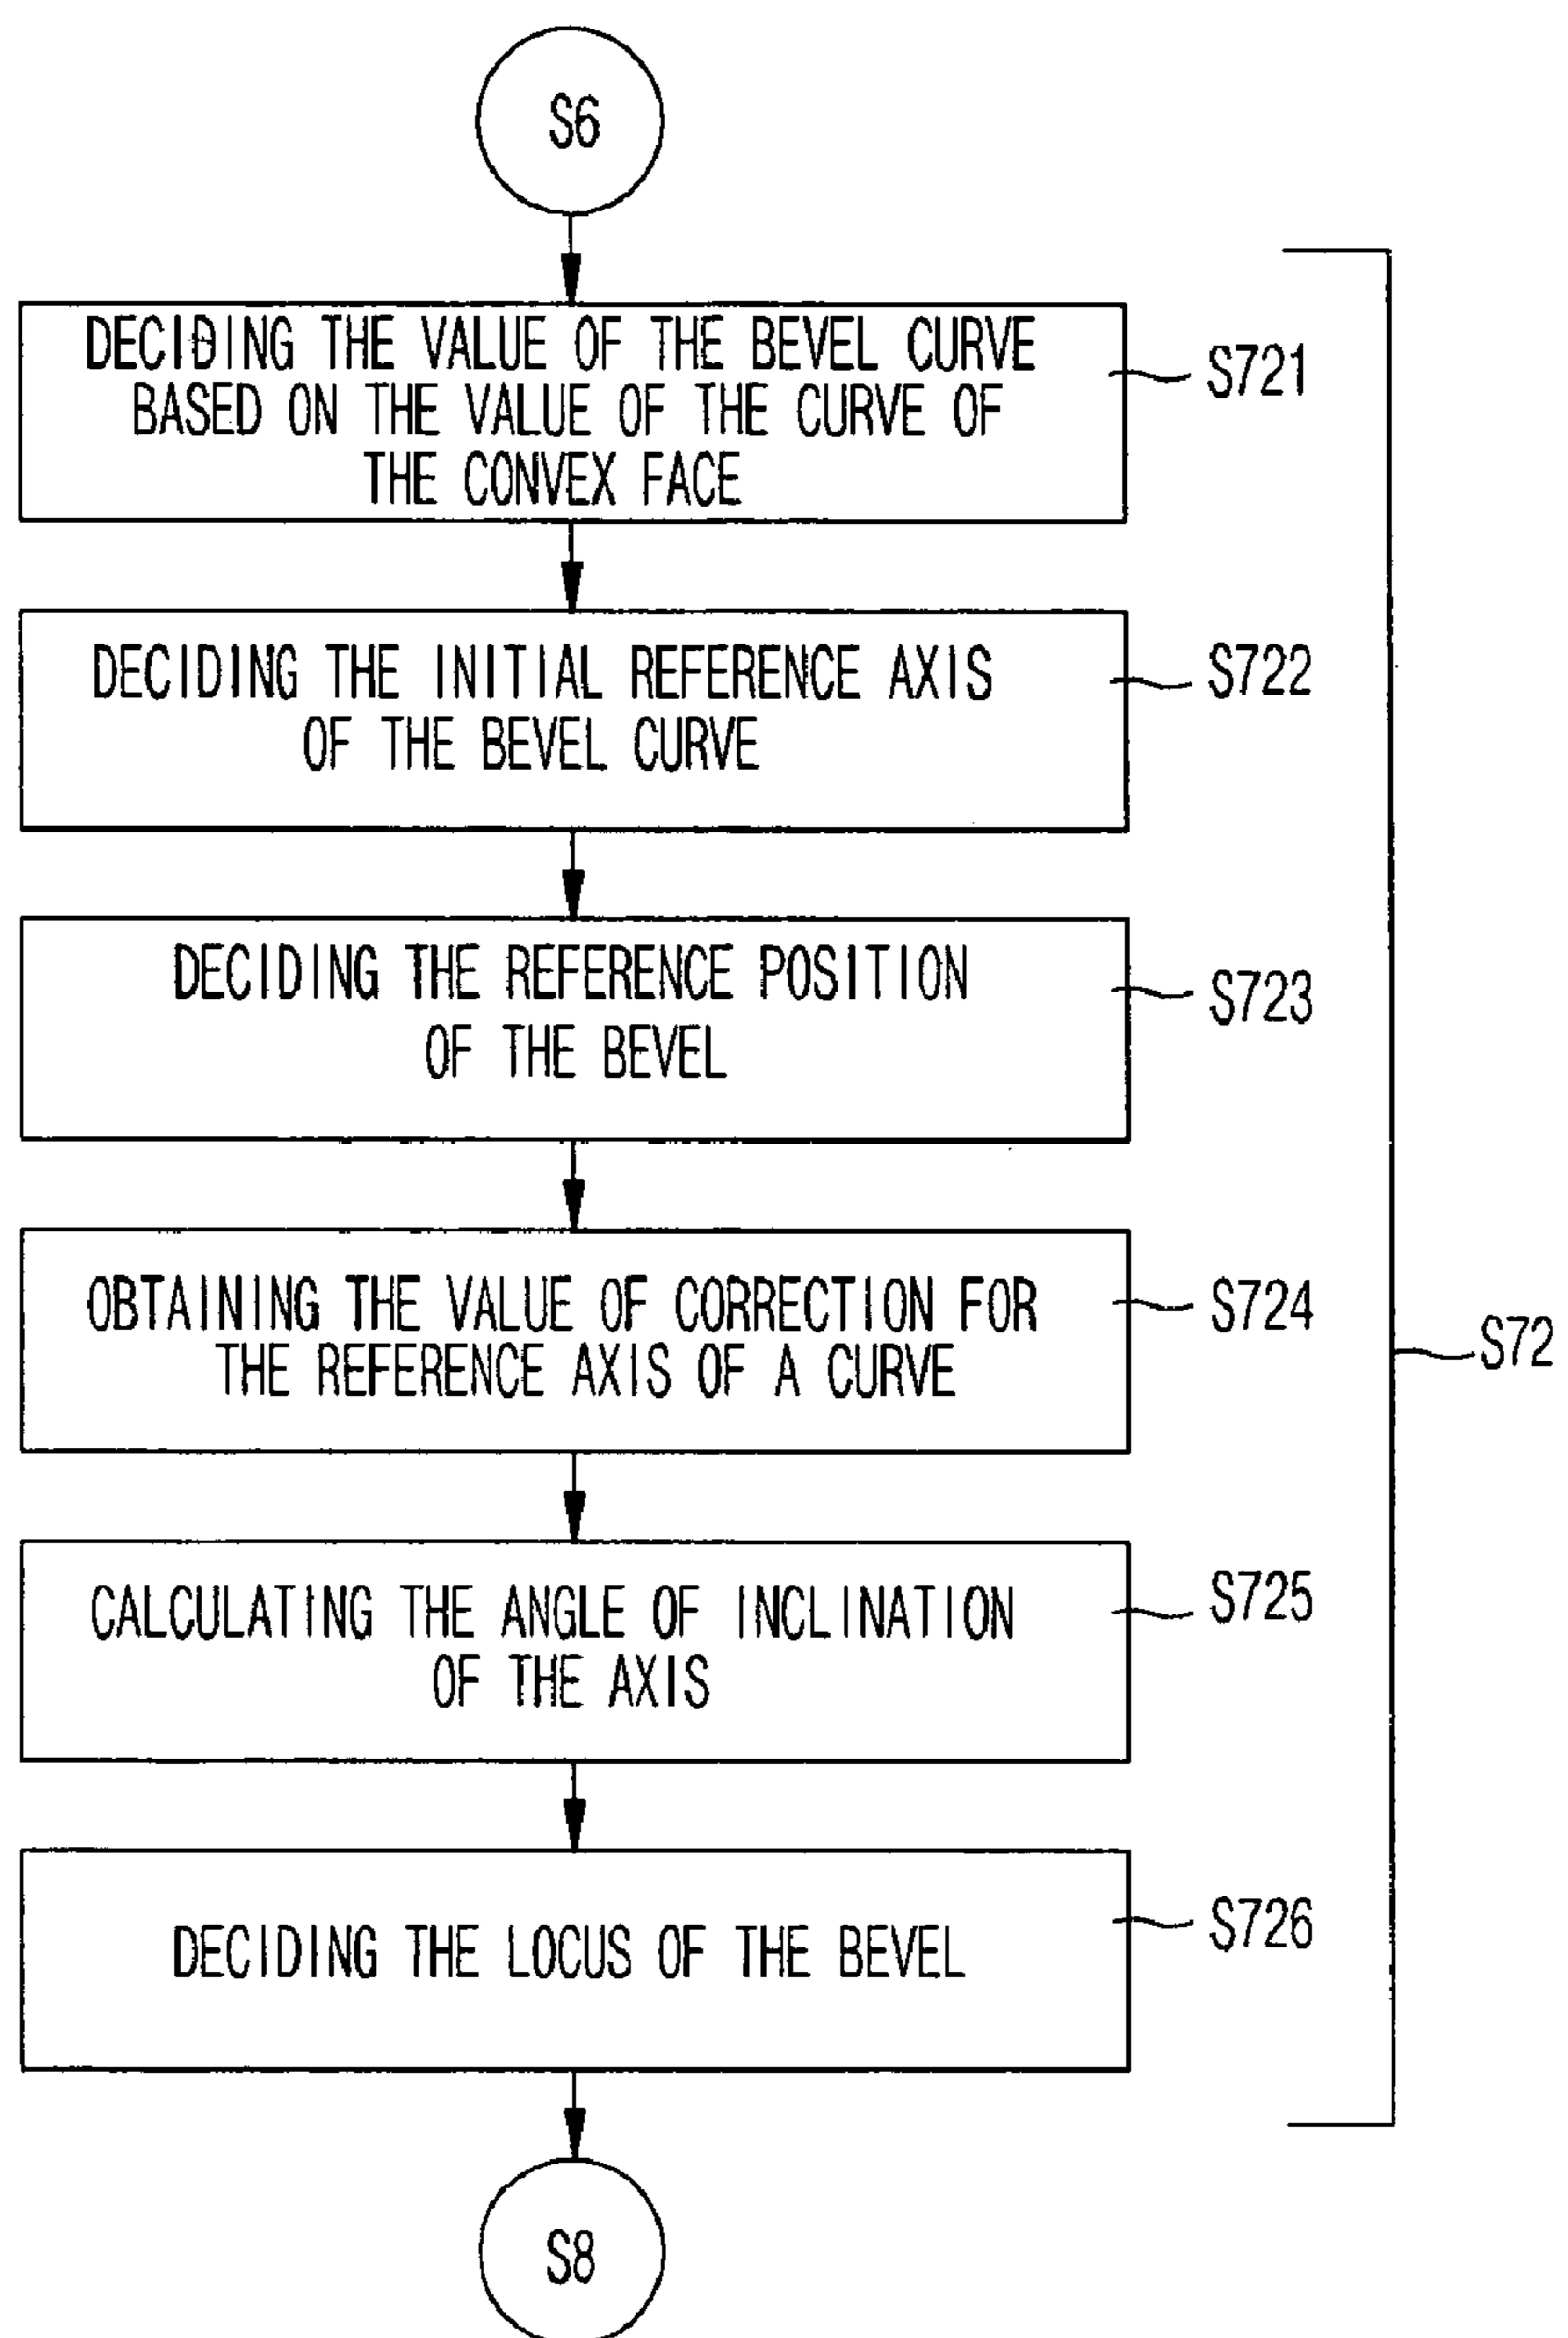 S6
DECIDING THE VALUE OF THE BEVEL CURVE
BASED ON THE VALUE OF THE CURVE OF
THE CONVEX FACE
S721
DECIDING THE INITIAL REFERENCE AXIS
OF THE BEVEL CURVE
S722
DECIDING THE REFERENCE POSITION
OF THE BEVEL
S723
OBTAINING THE VALUE OF CORRECTION FOR
THE REFERENCE AXIS OF A CURVE
S724
S72
CALCULATING THE ANGLE OF INCLINATION
OF THE AXIS
S725
DECIDING THE LOCUS OF THE BEVEL
S726
S8